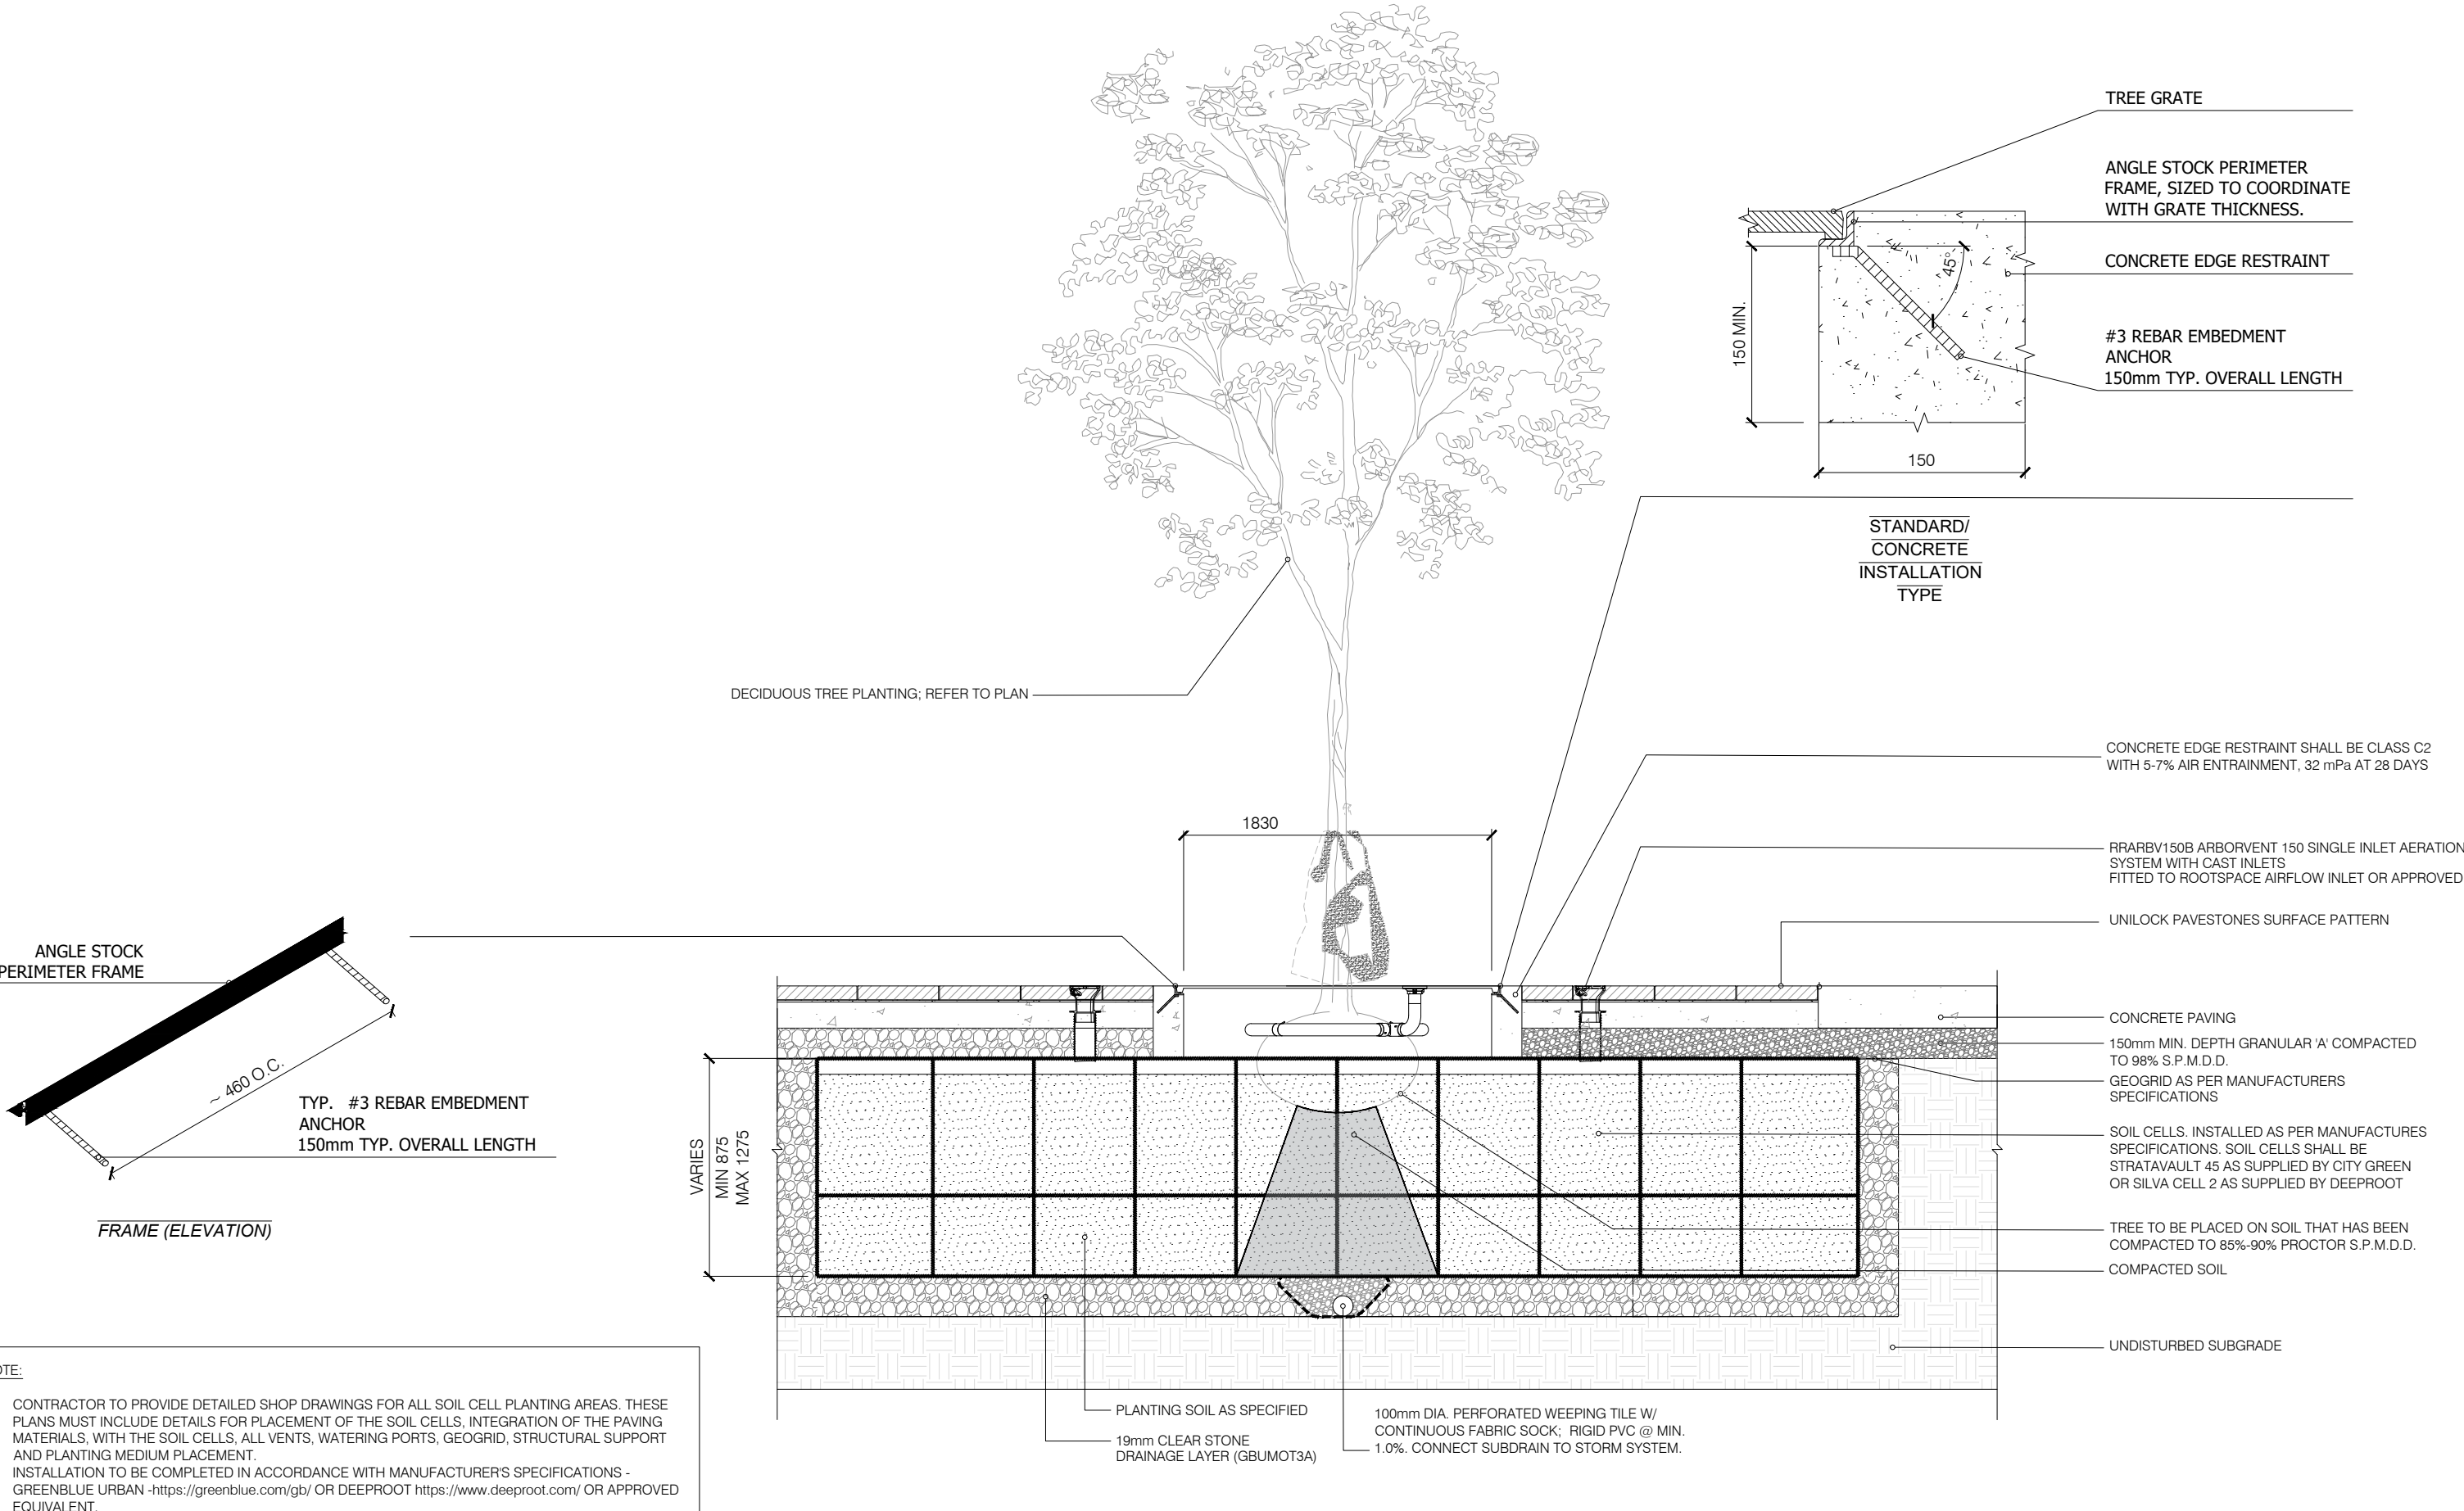 TREE GRATE
ANGLE STOCK PERIMETER
FRAME, SIZED TO COORDINATE
WITH GRATE THICKNESS.
CONCRETE EDGE RESTRAINT
#3 REBAR EMBEDMENT
ANCHOR
150mm TYP. OVERALL LENGTH
45°
150 MIN.
150
STANDARD/
CONCRETE
INSTALLATION
TYPE
DECIDUOUS TREE PLANTING; REFER TO PLAN
1830
CONCRETE EDGE RESTRAINT SHALL BE CLASS C2
WITH 5-7% AIR ENTRAINMENT, 32 mPa AT 28 DAYS
RRARBV150B ARBORVENT 150 SINGLE INLET AERATION
SYSTEM WITH CAST INLETS
FITTED TO ROOTSPACE AIRFLOW INLET OR APPROVED
UNILOCK PAVESTONES SURFACE PATTERN
CONCRETE PAVING
150mm MIN. DEPTH GRANULAR 'A' COMPACTED
TO 98% S.P.M.D.D.
GEOGRID AS PER MANUFACTURERS
SPECIFICATIONS
SOIL CELLS. INSTALLED AS PER MANUFACTURES
SPECIFICATIONS. SOIL CELLS SHALL BE
STRATAVAULT 45 AS SUPPLIED BY CITY GREEN
OR SILVA CELL 2 AS SUPPLIED BY DEEPROOT
TREE TO BE PLACED ON SOIL THAT HAS BEEN
COMPACTED TO 85%-90% PROCTOR S.P.M.D.D.
COMPACTED SOIL
UNDISTURBED SUBGRADE
ANGLE STOCK
PERIMETER FRAME
~ 460 O.C.
TYP. #3 REBAR EMBEDMENT
ANCHOR
150mm TYP. OVERALL LENGTH
FRAME (ELEVATION)
VARIES
MIN 875
MAX 1275
PLANTING SOIL AS SPECIFIED
19mm CLEAR STONE
DRAINAGE LAYER (GBUMOT3A)
100mm DIA. PERFORATED WEEPING TILE W/
CONTINUOUS FABRIC SOCK; RIGID PVC @ MIN.
1.0%. CONNECT SUBDRAIN TO STORM SYSTEM.
OTE:
CONTRACTOR TO PROVIDE DETAILED SHOP DRAWINGS FOR ALL SOIL CELL PLANTING AREAS. THESE
PLANS MUST INCLUDE DETAILS FOR PLACEMENT OF THE SOIL CELLS, INTEGRATION OF THE PAVING
MATERIALS, WITH THE SOIL CELLS, ALL VENTS, WATERING PORTS, GEOGRID, STRUCTURAL SUPPORT
AND PLANTING MEDIUM PLACEMENT.
INSTALLATION TO BE COMPLETED IN ACCORDANCE WITH MANUFACTURER'S SPECIFICATIONS -
GREENBLUE URBAN -https://greenblue.com/gb/ OR DEEPROOT https://www.deeproot.com/ OR APPROVED
EQUIVALENT.